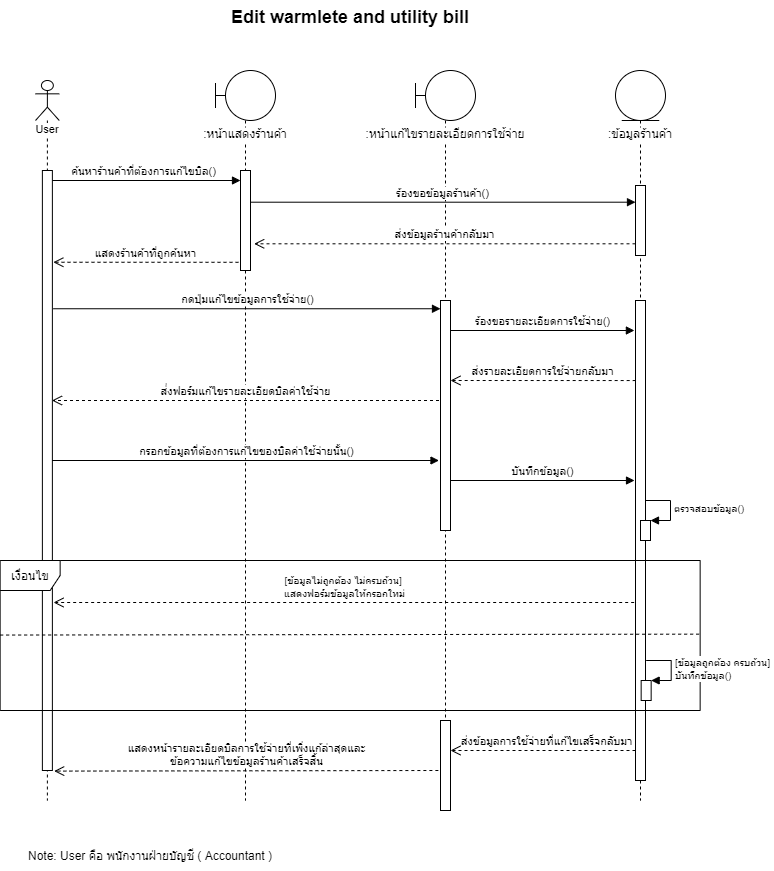 Edit warmlete and utility bill
User
:หน้าแสดงร้านค้า
:หน้าแก้ไขรายละเอียดการใช้จ่าย
:ข้อมูลร้านค้า
ค้นหาร้านค้าที่ต้องการแก้ไขบิล()
ร้องขอข้อมูลร้านค้า()
ส่งข้อมูลร้านค้ากลับมา
แสดงร้านค้าที่ถูกค้นหา
กดปุ่มแก้ไขข้อมูลการใช้จ่าย()
ร้องขอรายละเอียดการใช้จ่าย()
ส่งรายละเอียดการใช้จ่ายกลับมา
ส่งฟอร์มแก้ไขรายละเอียดบิลค่าใช้จ่าย
กรอกข้อมูลที่ต้องการแก้ไขของบิลค่าใช้จ่ายนั้น()
บันทึกข้อมูล()
ตรวจสอบข้อมูล()
เงื่อนไข
[ข้อมูลไม่ถูกต้อง ไม่ครบถ้วน]
แสดงฟอร์มข้อมูลให้กรอกใหม่
[ข้อมูลถูกต้อง ครบถ้วน]
บันทึกข้อมูล()
ส่งข้อมูลการใช้จ่ายที่แก้ไขเสร็จกลับมา
แสดงหน้ารายละเอียดบิลการใช้จ่ายที่เพิ่งแก้ล่าสุดและ
ข้อความแก้ไขข้อมูลร้านค้าเสร็จสิ้น
Note: User คือ พนักงานฝ่ายบัญชี ( Accountant )